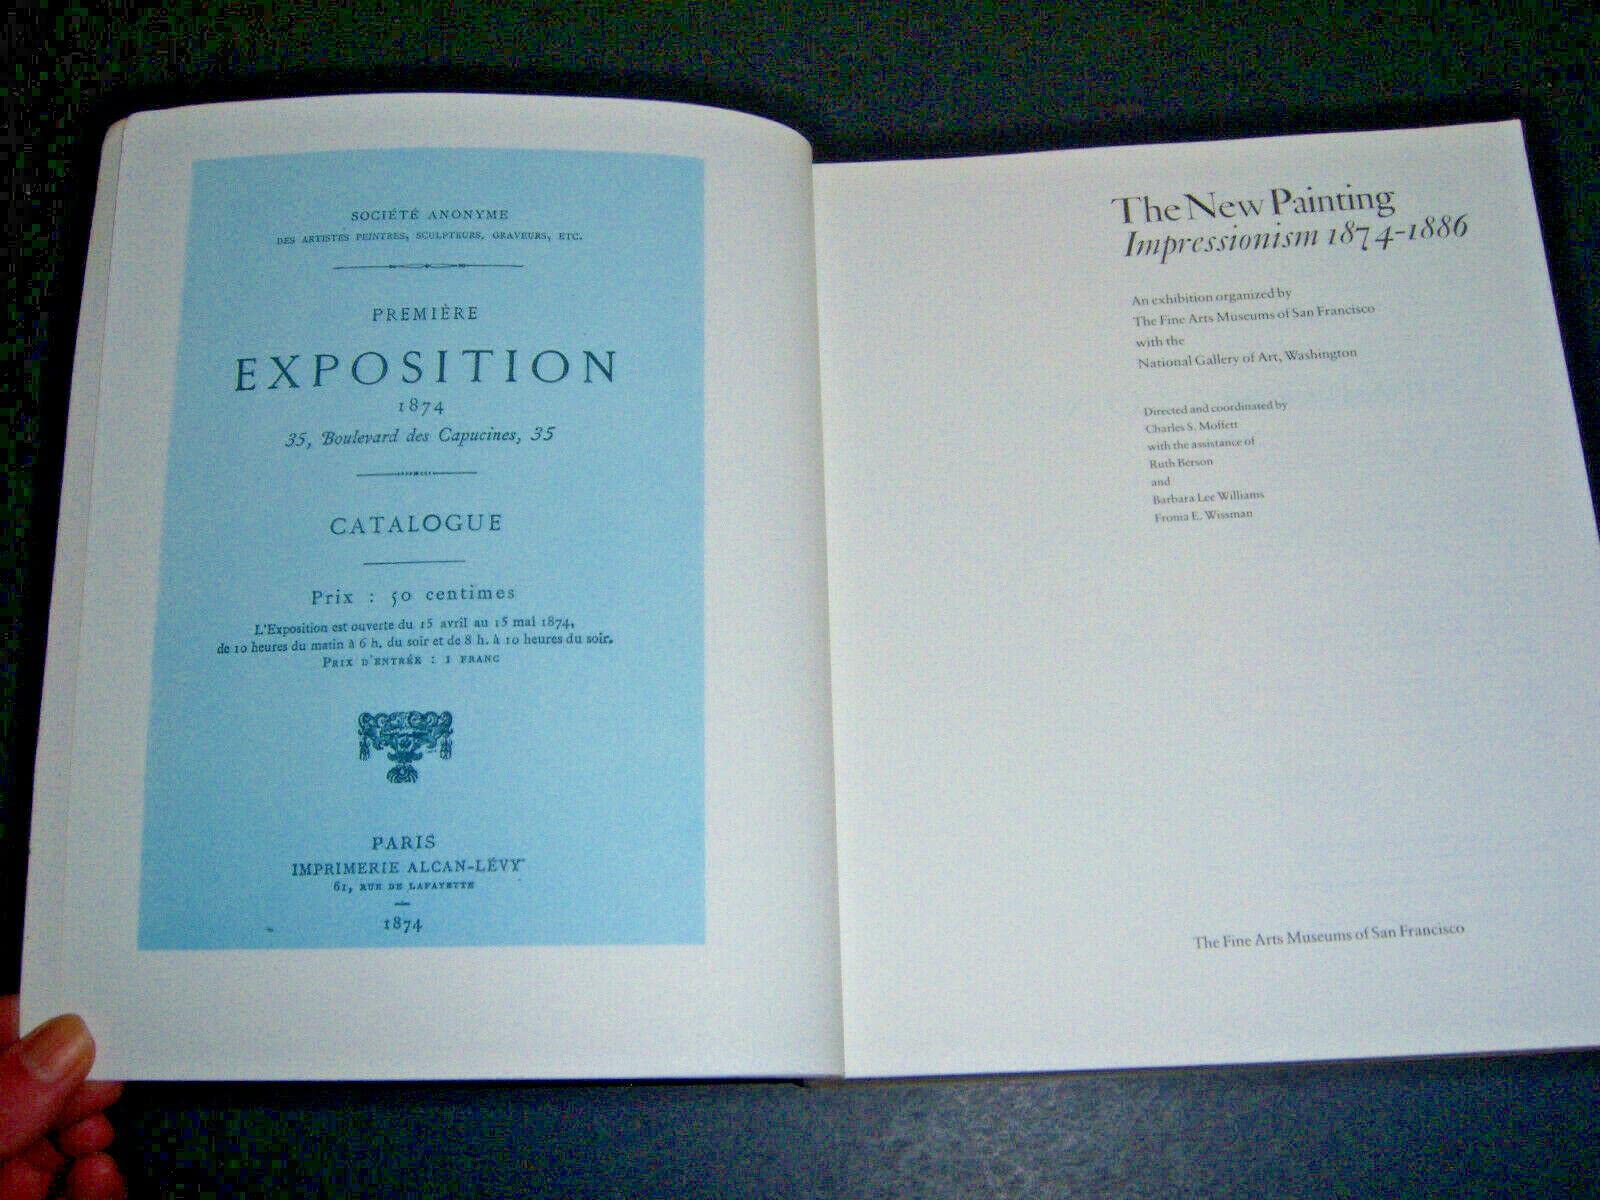 SOCIÉTÉ ANONYME
DES ARTISTES PEINTRES, SCULPTEURS, GRAVEURS, ETC.
PREMIÈRE
EXPOSITION
1874
35, Boulevard des Capucines, 35
CATALOGUE
Prix : 50 centimes
L'Exposition est ouverte du 15 avril au 15 mai 1874,
de 10 heures du matin à 6 h. du soir et de 8 h. à 10 heures du soir.
PRIX D'ENTRÉE : 1 FRANC
PARIS
IMPRIMERIE ALCAN-LÉVY
61, RUE DE LAFAYETTE
1874
The New Painting
Impressionism 1874-1886
An exhibition organized by
The Fine Arts Museums of San Francisco
with the
National Gallery of Art, Washington
Directed and coordinated by
Charles S. Moffett
with the assistance of
Ruth Berson
and
Barbara Lee Williams
Fronia E. Wissman
The Fine Arts Museums of San Francisco